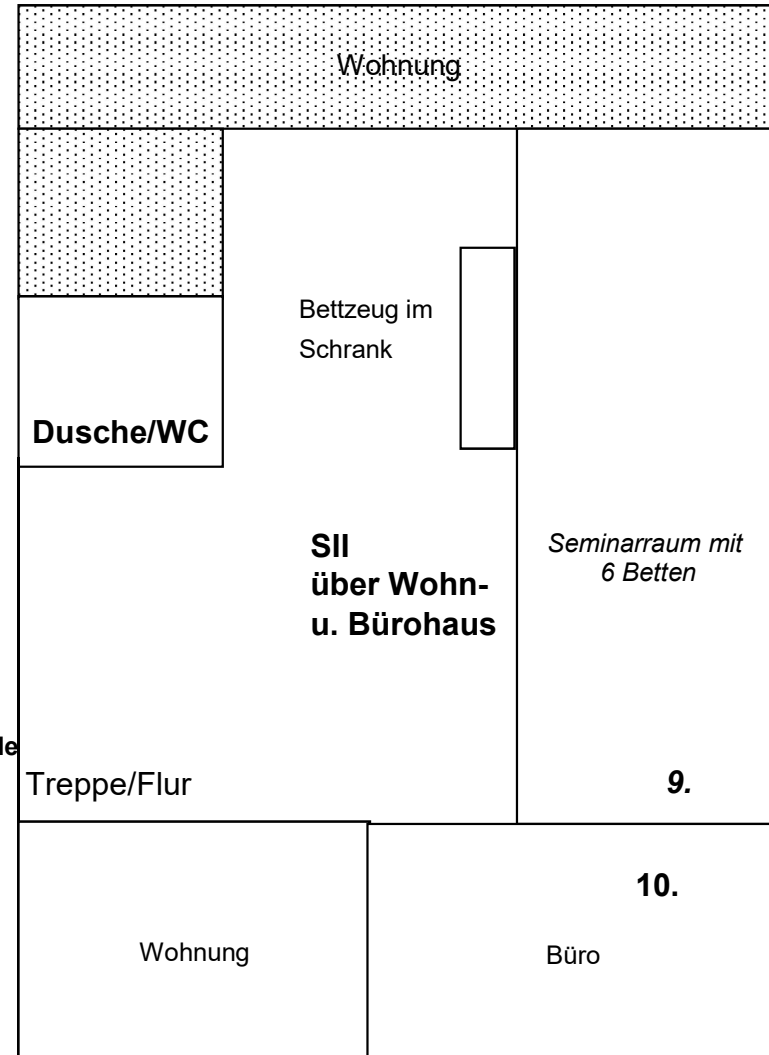 Wohnung
Bettzeug im
Schrank
Dusche/WC
SII
über Wohn-
u. Bürohaus
Seminarraum mit
6 Betten
Treppe/Flur
9.
10.
Wohnung
Büro